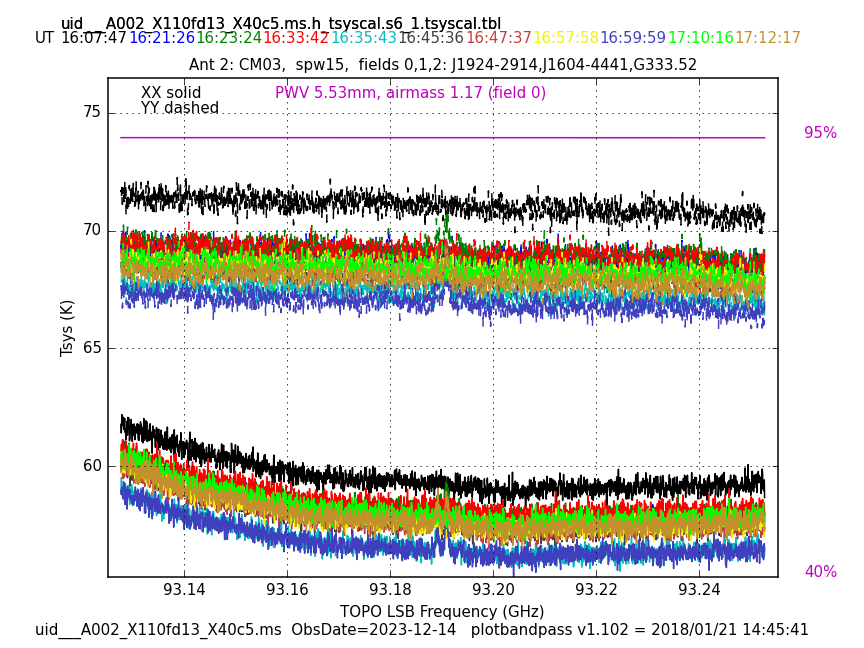 uid___A002_X110fd13_X40c5.ms.h_tsyscal.s6_1.tsyscal.tbl
UT 16:07:47 16:21:26 16:23:24 16:33:42 16:35:43 16:45:36 16:47:37 16:57:58 16:59:59 17:10:16 17:12:17
Ant 2: CM03, spw15, fields 0,1,2: J1924-2914,J1604-4441,G333.52
XX solid PWV 5.53mm, airmass 1.17 (field 0)
YY dashed
75
95%
70
65
60
Tsys (K)
40%
93.14 93.16 93.18 93.20 93.22 93.24
TOPO LSB Frequency (GHz)
uid___A002_X110fd13_X40c5.ms ObsDate=2023-12-14 plotbandpass v1.102 = 2018/01/21 14:45:41